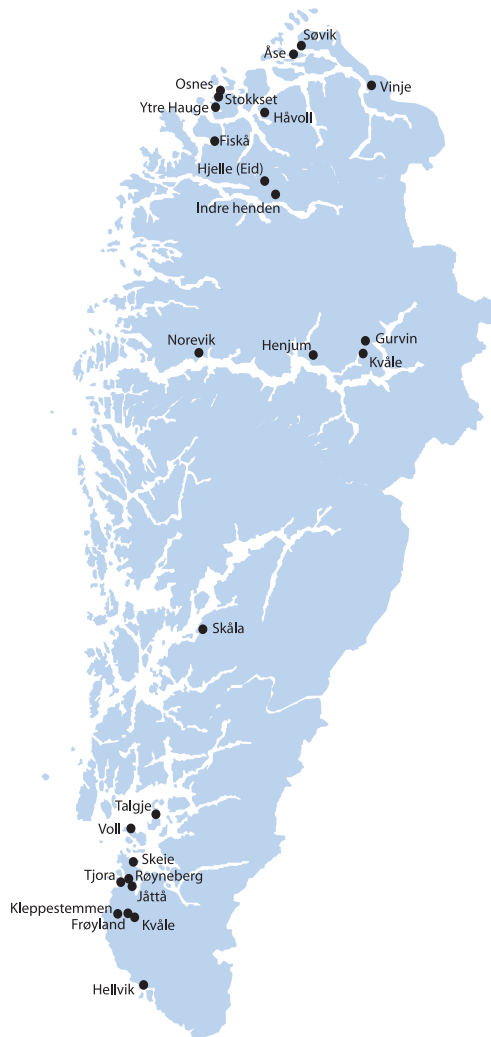 Søvik
Åse
Osnes
Vinje
Stokkset
Ytre Hauge
Håvoll
Fiskå
Hjelle (Eid)
Indre henden
Norevik
Henjum
Gurvin
Kvåle
Skåla
Talgje
Voll
Skeie
Tjora
Røyneberg
Jåttå
Kleppestemmen
Frøyland
Kvåle
Hellvik